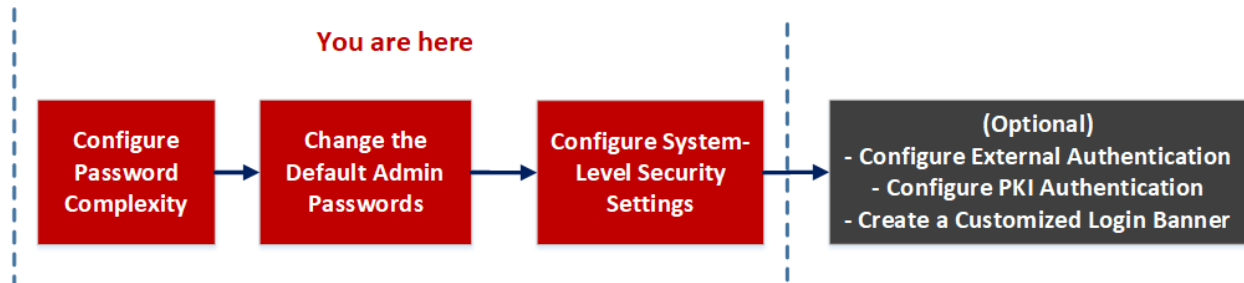 You are here
Configure
Password
Complexity
Change the
Default Admin
Passwords
Configure System-
Level Security
Settings
(Optional)
- Configure External Authentication
- Configure PKI Authentication
- Create a Customized Login Banner